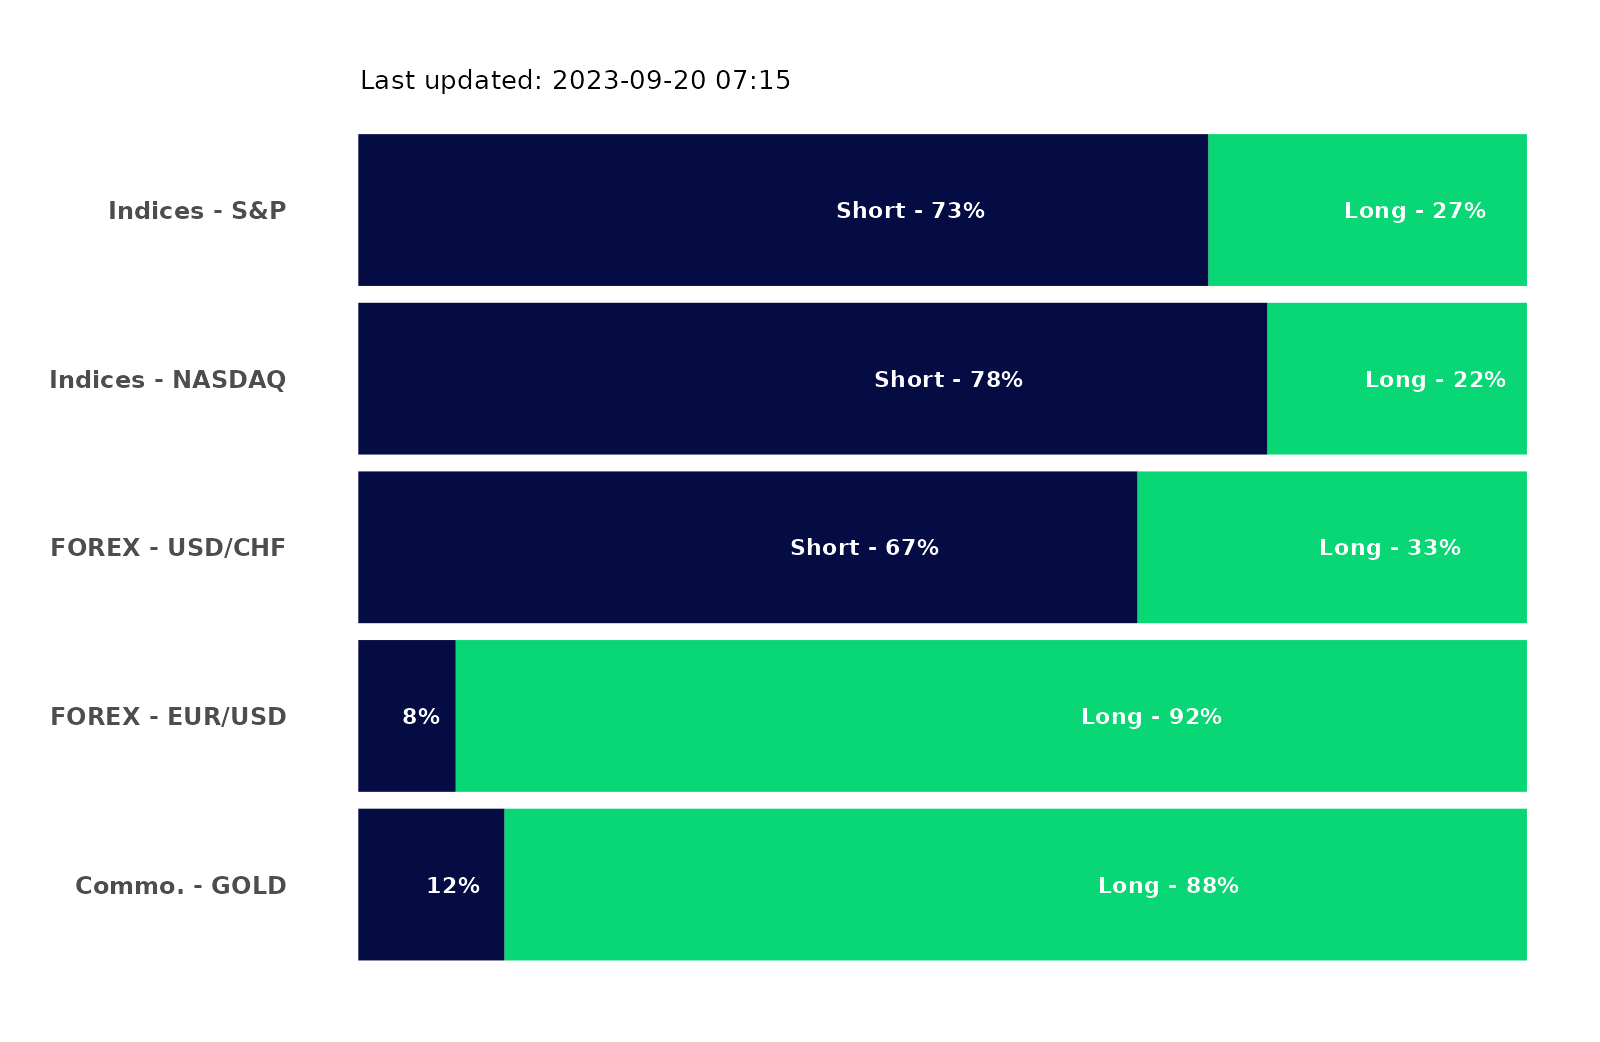 Last updated: 2023-09-20 07:15
Indices - S&P Short - 73% Long - 27%
Indices - NASDAQ Short - 78% Long - 22%
FOREX - USD/CHF Short - 67% Long - 33%
FOREX - EUR/USD 8% Long - 92%
Commo. - GOLD 12% Long - 88%